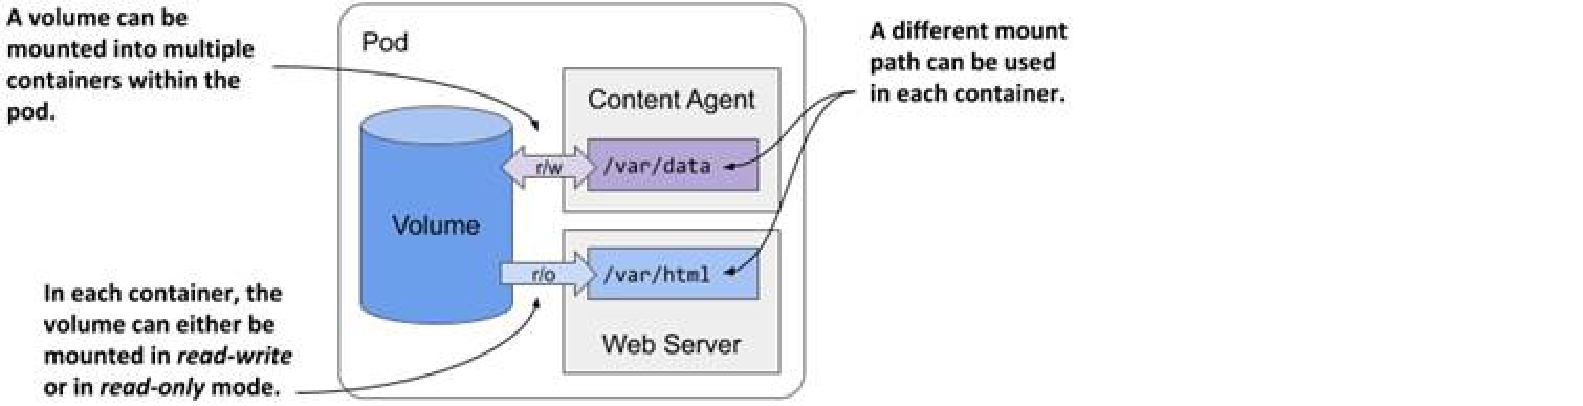 A volume can be
mounted into multiple
containers within the
pod.
Pod
A different mount
path can be used
in each container.
Content Agent
r/w
/var/data
Volume
r/o
/var/html
Web Server
In each container, the
volume can either be
mounted in read-write
or in read-only mode.